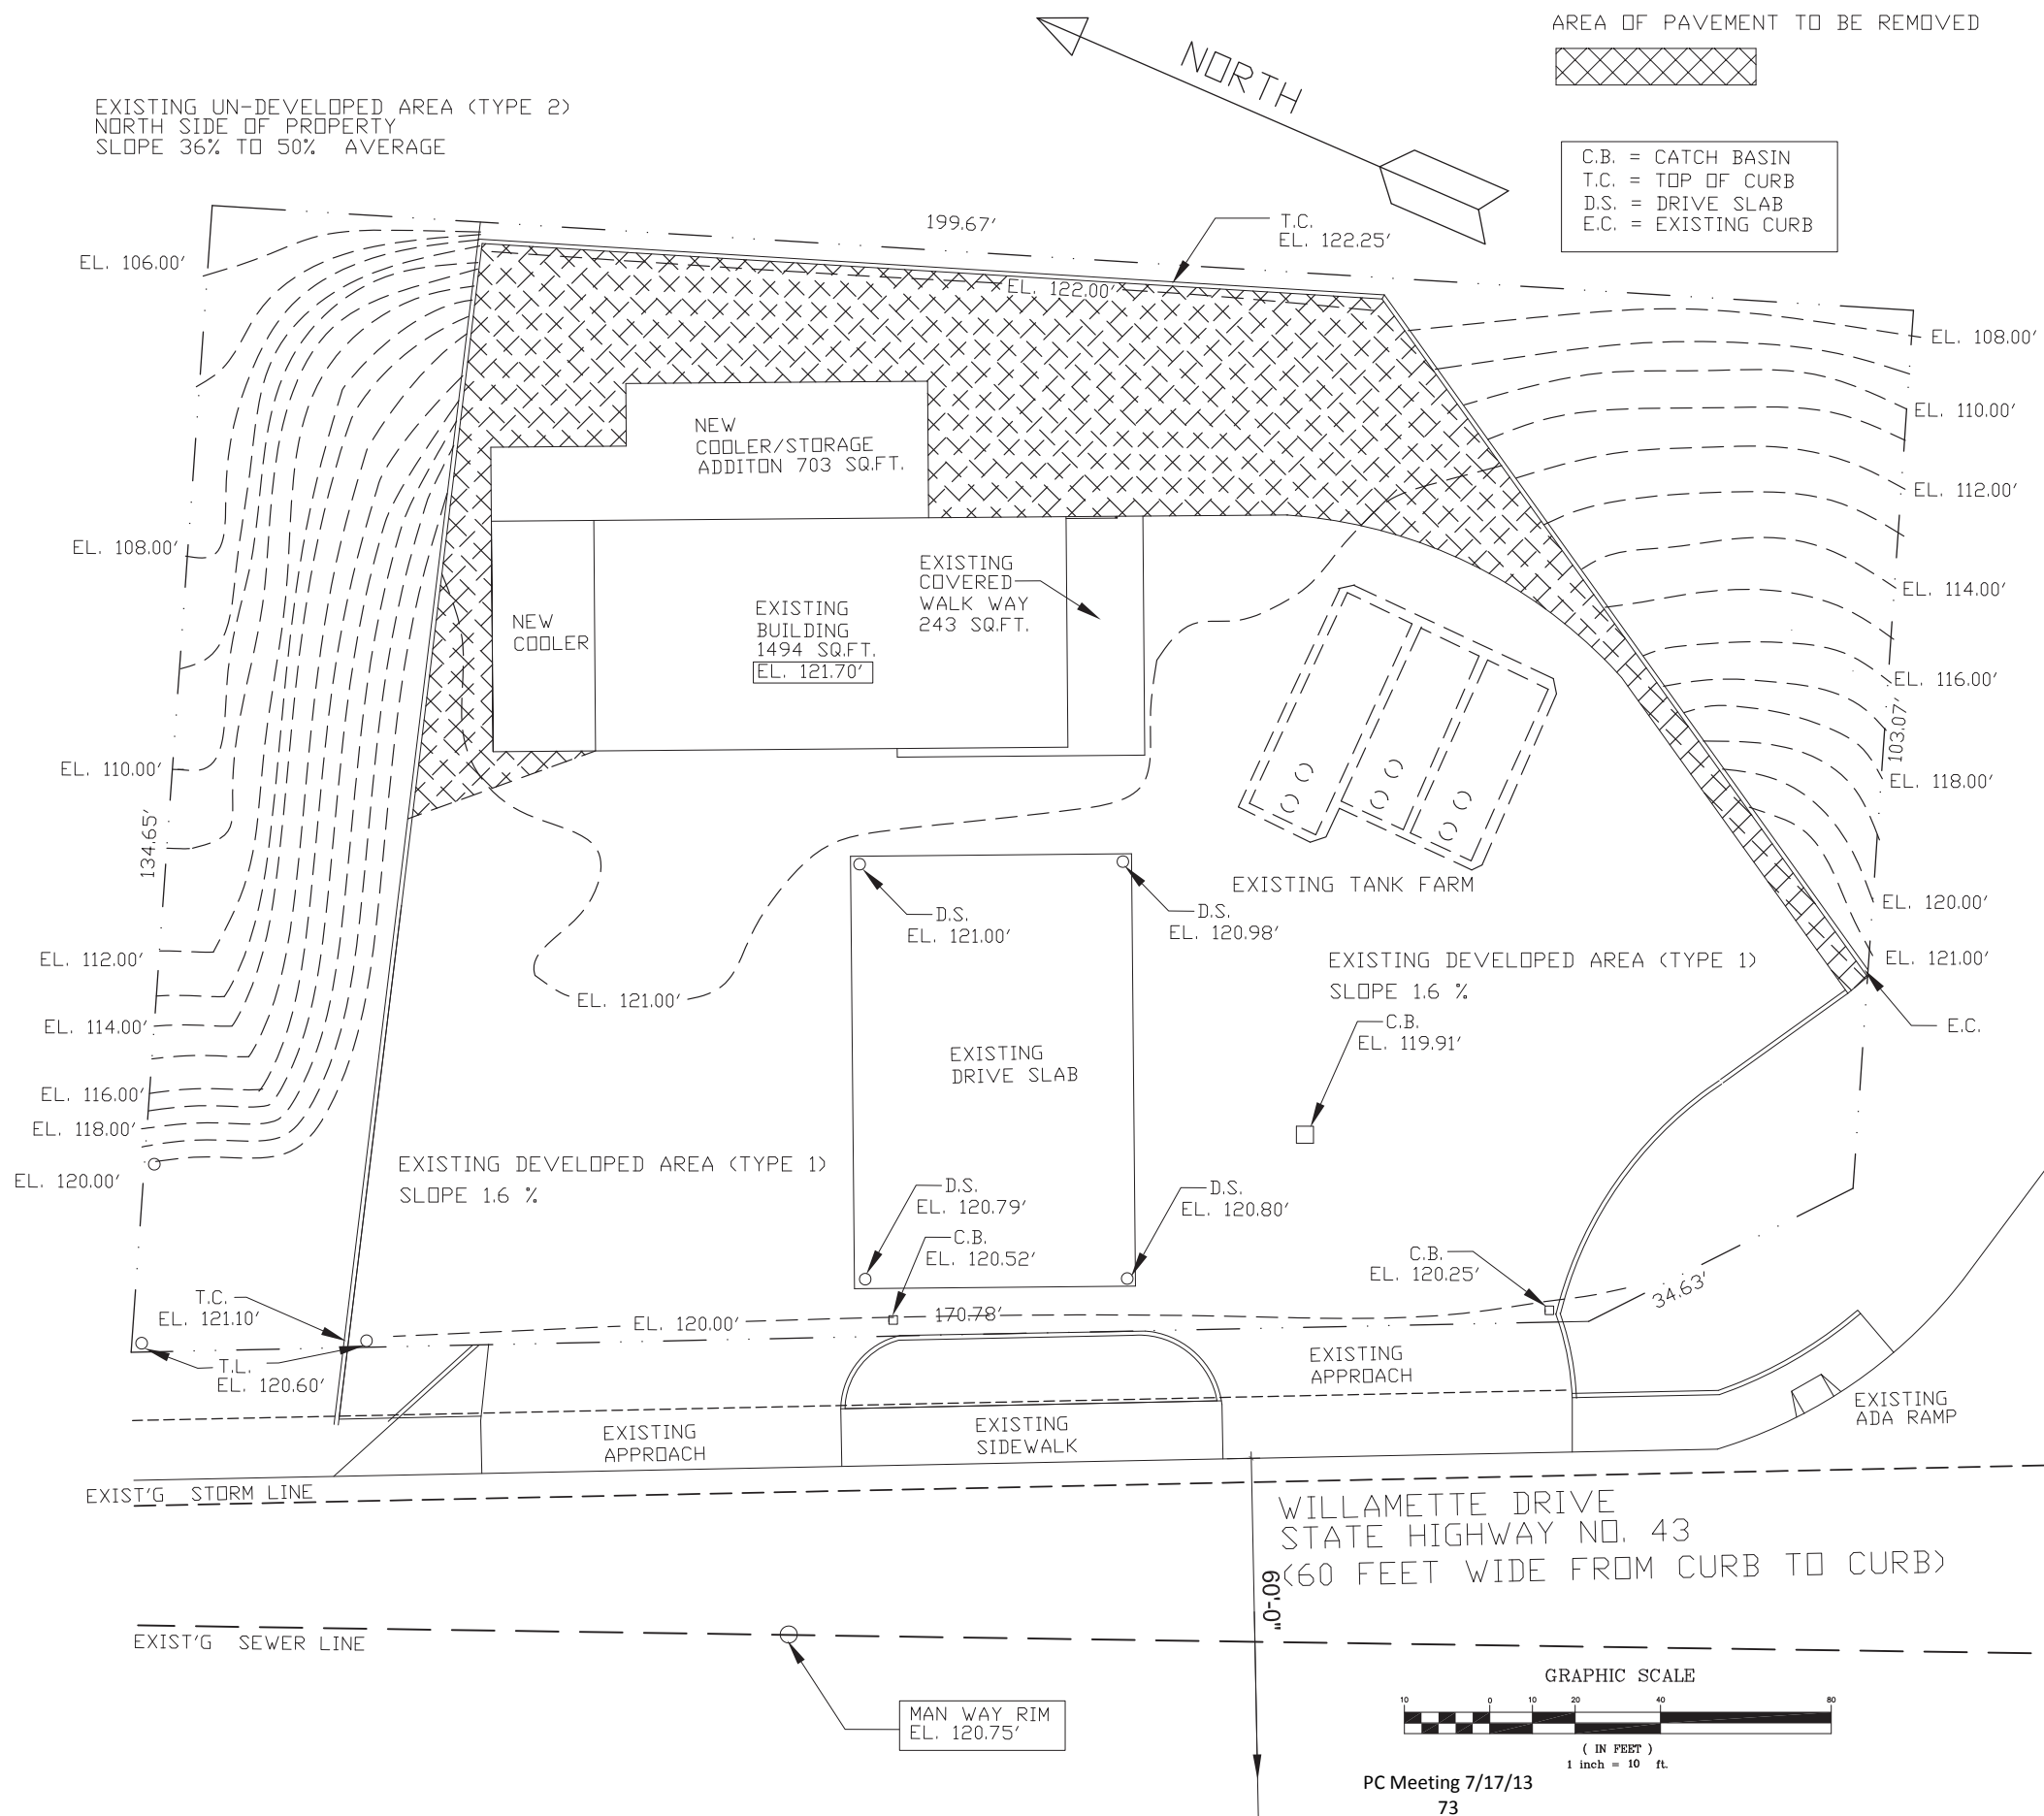 AREA OF PAVEMENT TO BE REMOVED
NORTH
EXISTING UN-DEVELOPED AREA (TYPE 2)
NORTH SIDE OF PROPERTY
SLOPE 36% TO 50% AVERAGE
C.B. = CATCH BASIN
T.C. = TOP OF CURB
D.S. = DRIVE SLAB
E.C. = EXISTING CURB
199.67'
T.C.
EL. 122.25'
EL. 106.00'
EL. 122.00'
EL. 108.00'
EL. 110.00'
NEW
COOLER/STORAGE
ADDITON 703 SQ.FT.
EL. 112.00'
EL. 108.00'
EXISTING
COVERED
WALK WAY
243 SQ.FT.
EL. 114.00'
NEW
COOLER
EXISTING
BUILDING
1494 SQ.FT.
EL. 121.70'
EL. 116.00'
103.07'
EL. 110.00'
EL. 118.00'
134.65'
EXISTING TANK FARM
D.S.
EL. 121.00'
D.S.
EL. 120.98'
EL. 120.00'
EL. 112.00'
EXISTING DEVELOPED AREA (TYPE 1)
SLOPE 1.6 %
EL. 121.00'
EL. 121.00'
EL. 114.00'
C.B.
EL. 119.91'
E.C.
EXISTING
DRIVE SLAB
EL. 116.00'
EL. 118.00'
EL. 120.00'
EXISTING DEVELOPED AREA (TYPE 1)
SLOPE 1.6 %
D.S.
EL. 120.79'
D.S.
EL. 120.80'
C.B.
EL. 120.52'
C.B.
EL. 120.25'
T.C.
EL. 121.10'
34.63'
EL. 120.00'
170.78'
T.L.
EL. 120.60'
EXISTING
APPROACH
EXISTING
ADA RAMP
EXISTING
APPROACH
EXISTING
SIDEWALK
EXIST'G STORM LINE
WILLAMETTE DRIVE
STATE HIGHWAY NO. 43
(60 FEET WIDE FROM CURB TO CURB)
60'-0"
EXIST'G SEWER LINE
MAN WAY RIM
EL. 120.75'
GRAPHIC SCALE
10 0 10 20 40 80
( IN FEET )
1 inch = 10 ft.
PC Meeting 7/17/13
73